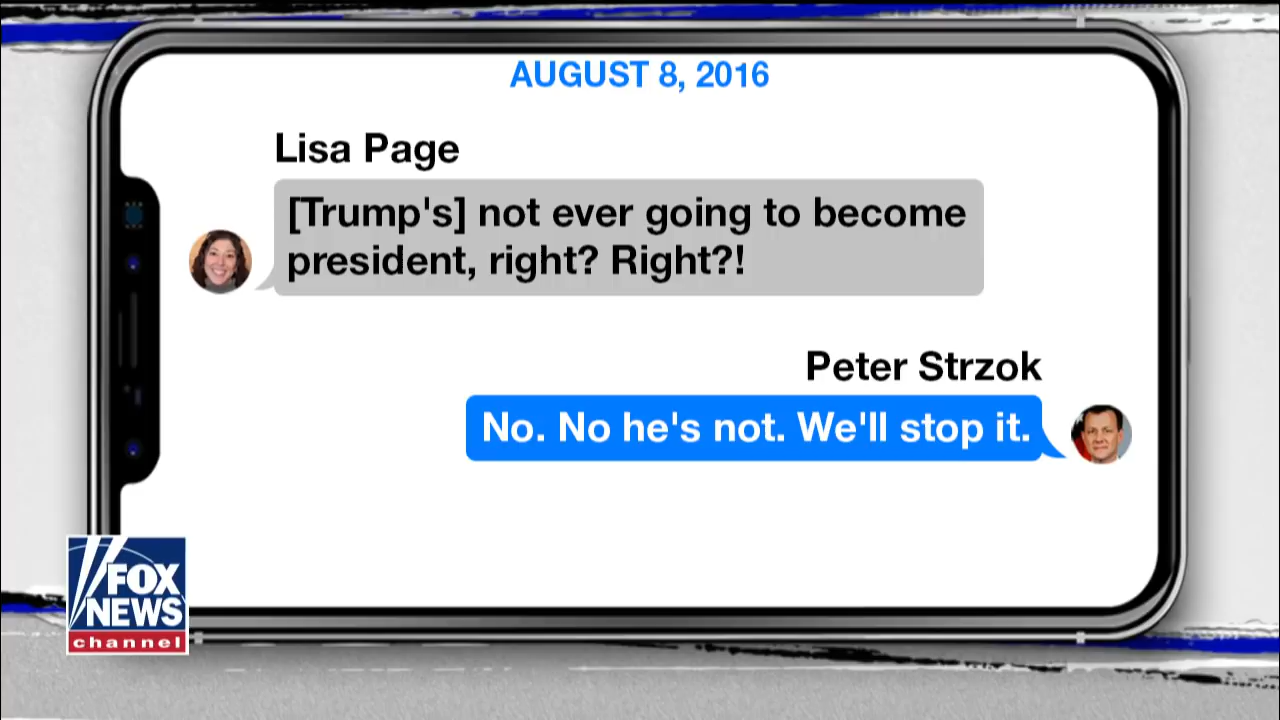 AUGUST 8, 2016
Lisa Page
[Trump's] not ever going to become
president, right? Right?!
Peter Strzok
No. No he's not. We'll stop it.
FOX
NEWS
channel